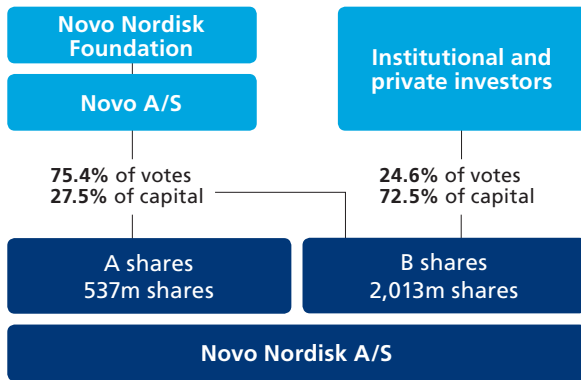 Novo Nordisk
Foundation
Novo A/S
Institutional and
private investors
75.4% of votes
27.5% of capital
24.6% of votes
72.5% of capital
A shares
537m shares
B shares
2,013m shares
Novo Nordisk A/S